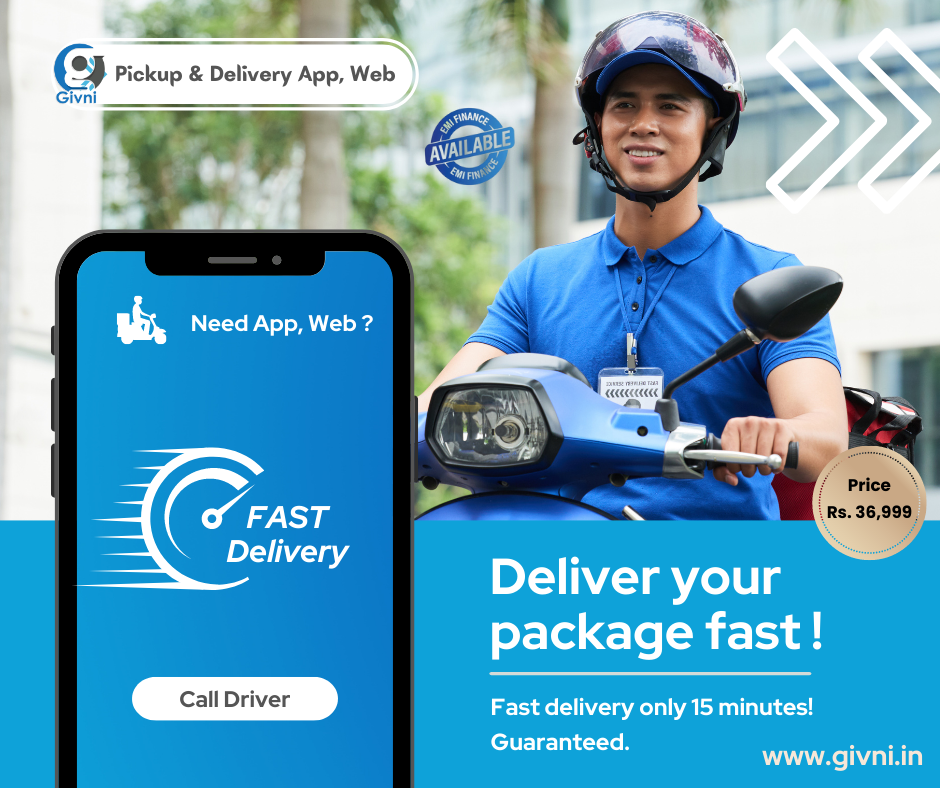 Givni
Pickup & Delivery App, Web
EMI FINANCE
AVAILABLE
EMI FINANCE
Need App, Web ?
FAST
Delivery
Call Driver
Price
Rs. 36,999
Deliver your
package fast !
Fast delivery only 15 minutes!
Guaranteed.
www.givni.in